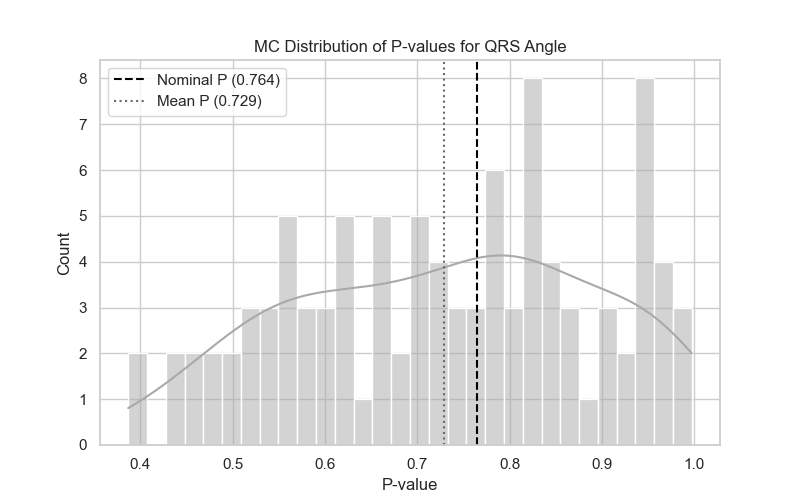 MC Distribution of P-values for QRS Angle
Nominal P (0.764)
Mean P (0.729)
8
7
6
5
4
3
2
1
0
Count
0.4 0.5 0.6 0.7 0.8 0.9 1.0
P-value